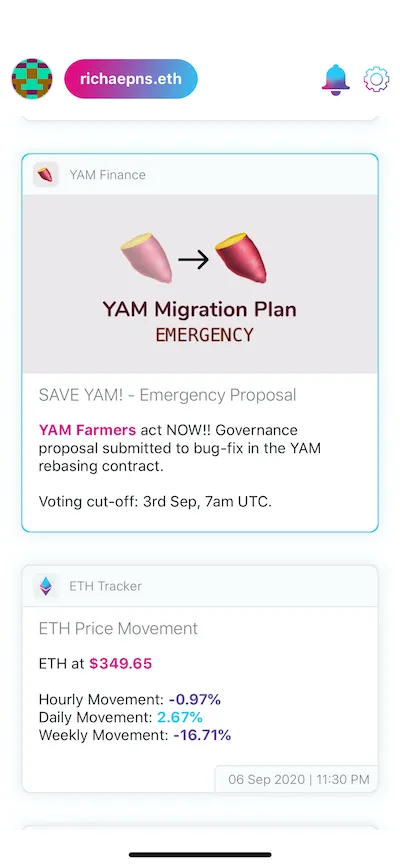 richaepns.eth
YAM Finance
YAM Migration Plan
EMERGENCY
SAVE YAM! - Emergency Proposal
YAM Farmers act NOW!! Governance
proposal submitted to bug-fix in the YAM
rebasing contract.
Voting cut-off: 3rd Sep, 7am UTC.
ETH Tracker
ETH Price Movement
ETH at $349.65
Hourly Movement: -0.97%
Daily Movement: 2.67%
Weekly Movement: -16.71%
06 Sep 2020 | 11:30 PM